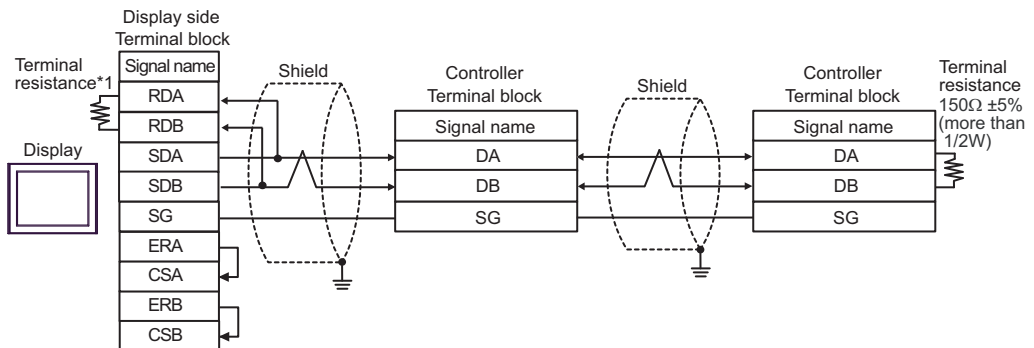 Display side
Terminal block
Signal name
RDA
RDB
SDA
SDB
SG
ERA
CSA
ERB
CSB
Terminal
resistance*1
Display
Shield
Controller
Terminal block
Signal name
DA
DB
SG
Shield
Controller
Terminal block
Signal name
DA
DB
SG
Terminal
resistance
150Ω ±5%
(more than
1/2W)